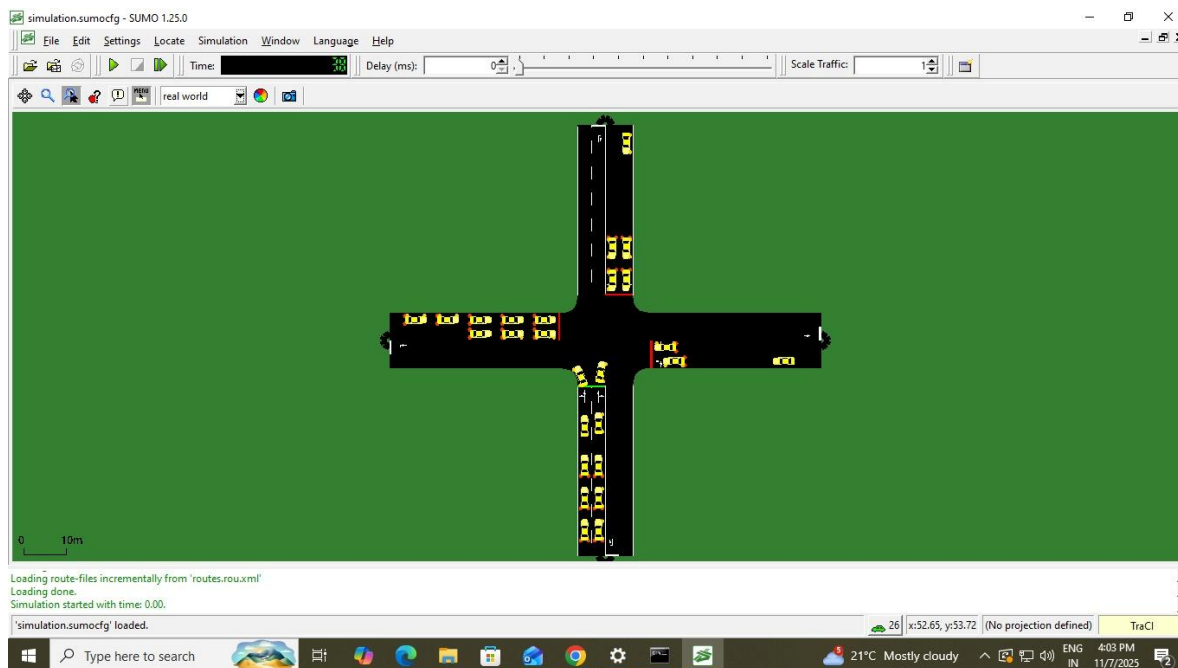 simulation.sumocfg - SUMO 1.25.0
File Edit Settings Locate Simulation Window Language Help
Time: 38 Delay (ms): 0 Scale Traffic: 1
MENU real world
0 10m
Loading route-files incrementally from 'routes.rou.xml'
Loading done.
Simulation started with time: 0.00.
'simulation.sumocfg' loaded. 26 x:52.65, y:53.72 (No projection defined) TraCI
Type here to search 21°C Mostly cloudy ENG 4:03 PM
IN 11/7/2025 2